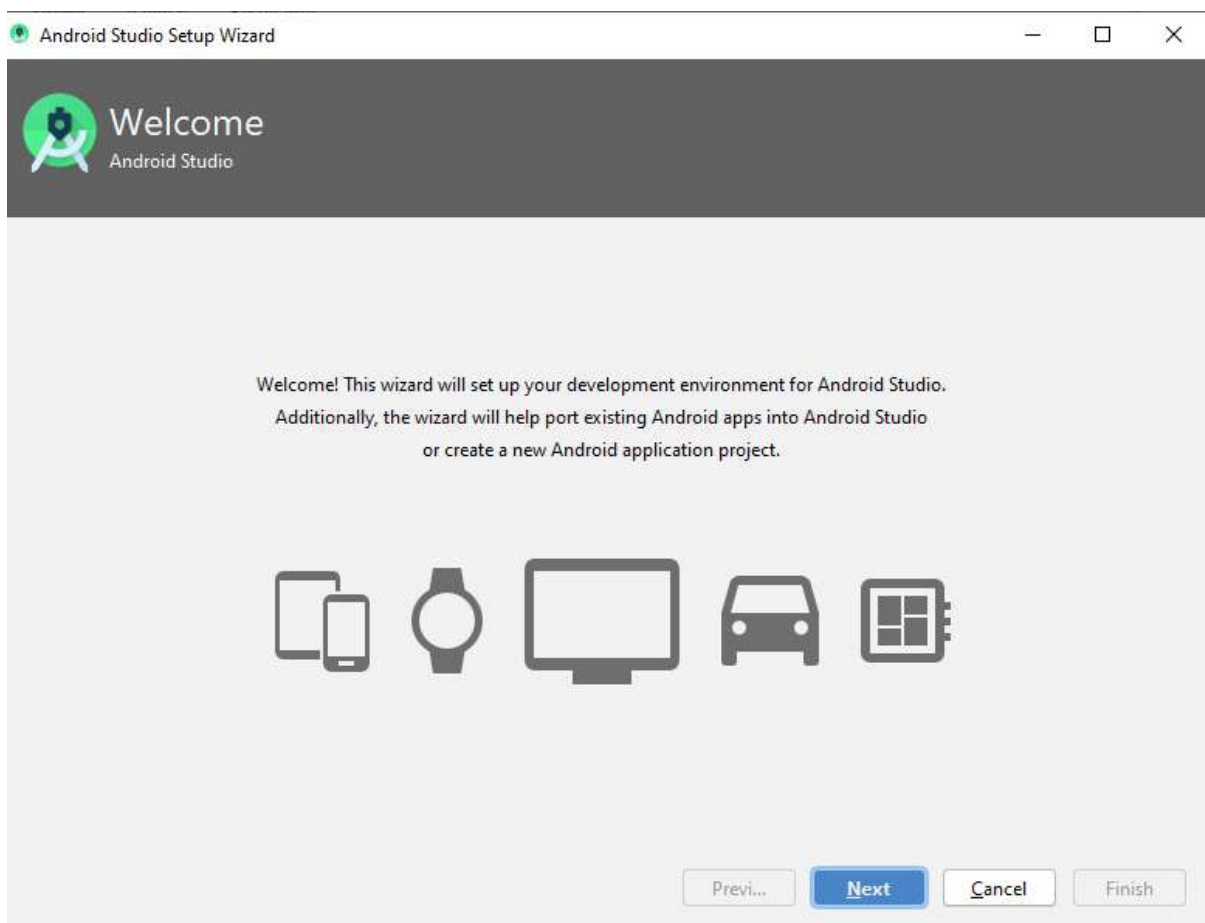 Android Studio Setup Wizard
Welcome
Android Studio
Welcome! This wizard will set up your development environment for Android Studio.
Additionally, the wizard will help port existing Android apps into Android Studio
or create a new Android application project.
Previ... Next Cancel Finish